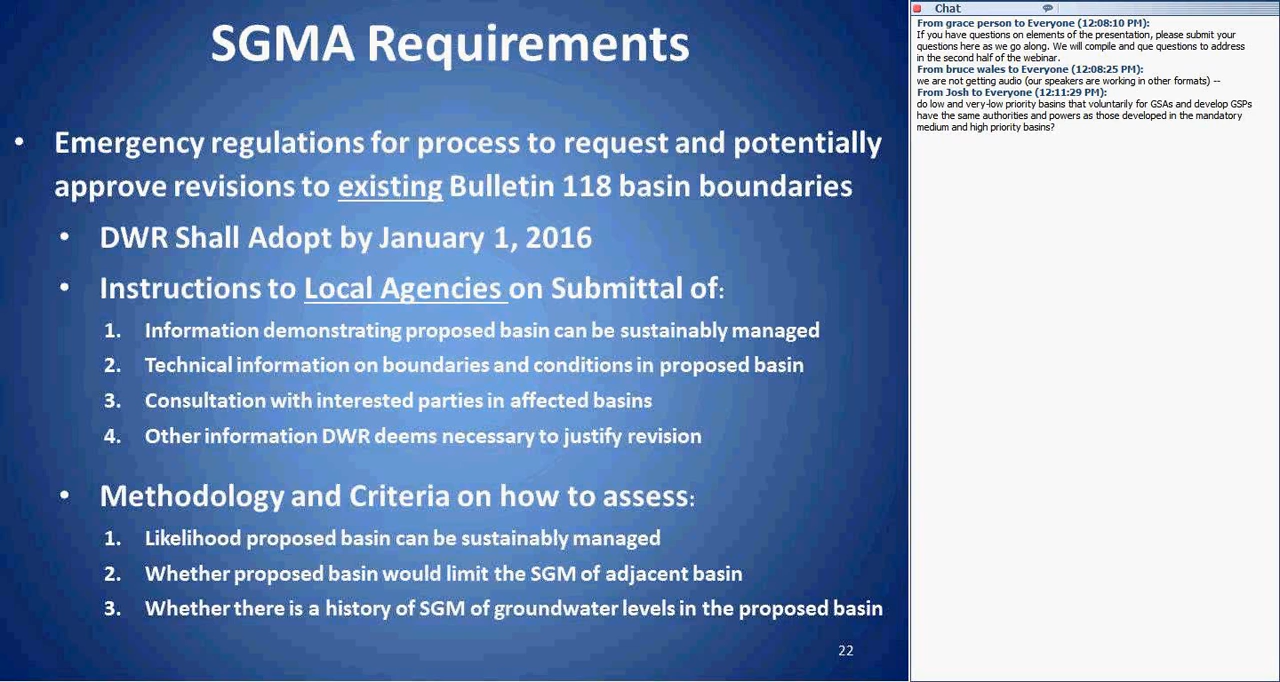 SGMA Requirements
• Emergency regulations for process to request and potentially
approve revisions to existing Bulletin 118 basin boundaries
• DWR Shall Adopt by January 1, 2016
• Instructions to Local Agencies on Submittal of:
1. Information demonstrating proposed basin can be sustainably managed
2. Technical information on boundaries and conditions in proposed basin
3. Consultation with interested parties in affected basins
4. Other information DWR deems necessary to justify revision
• Methodology and Criteria on how to assess:
1. Likelihood proposed basin can be sustainably managed
2. Whether proposed basin would limit the SGM of adjacent basin
3. Whether there is a history of SGM of groundwater levels in the proposed basin
22
Chat
From grace person to Everyone (12:08:10 PM):
If you have questions on elements of the presentation, please submit your
questions here as we go along. We will compile and que questions to address
in the second half of the webinar.
From bruce wales to Everyone (12:08:25 PM):
we are not getting audio (our speakers are working in other formats) --
From Josh to Everyone (12:11:29 PM):
do low and very-low priority basins that voluntarily for GSAs and develop GSPs
have the same authorities and powers as those developed in the mandatory
medium and high priority basins?